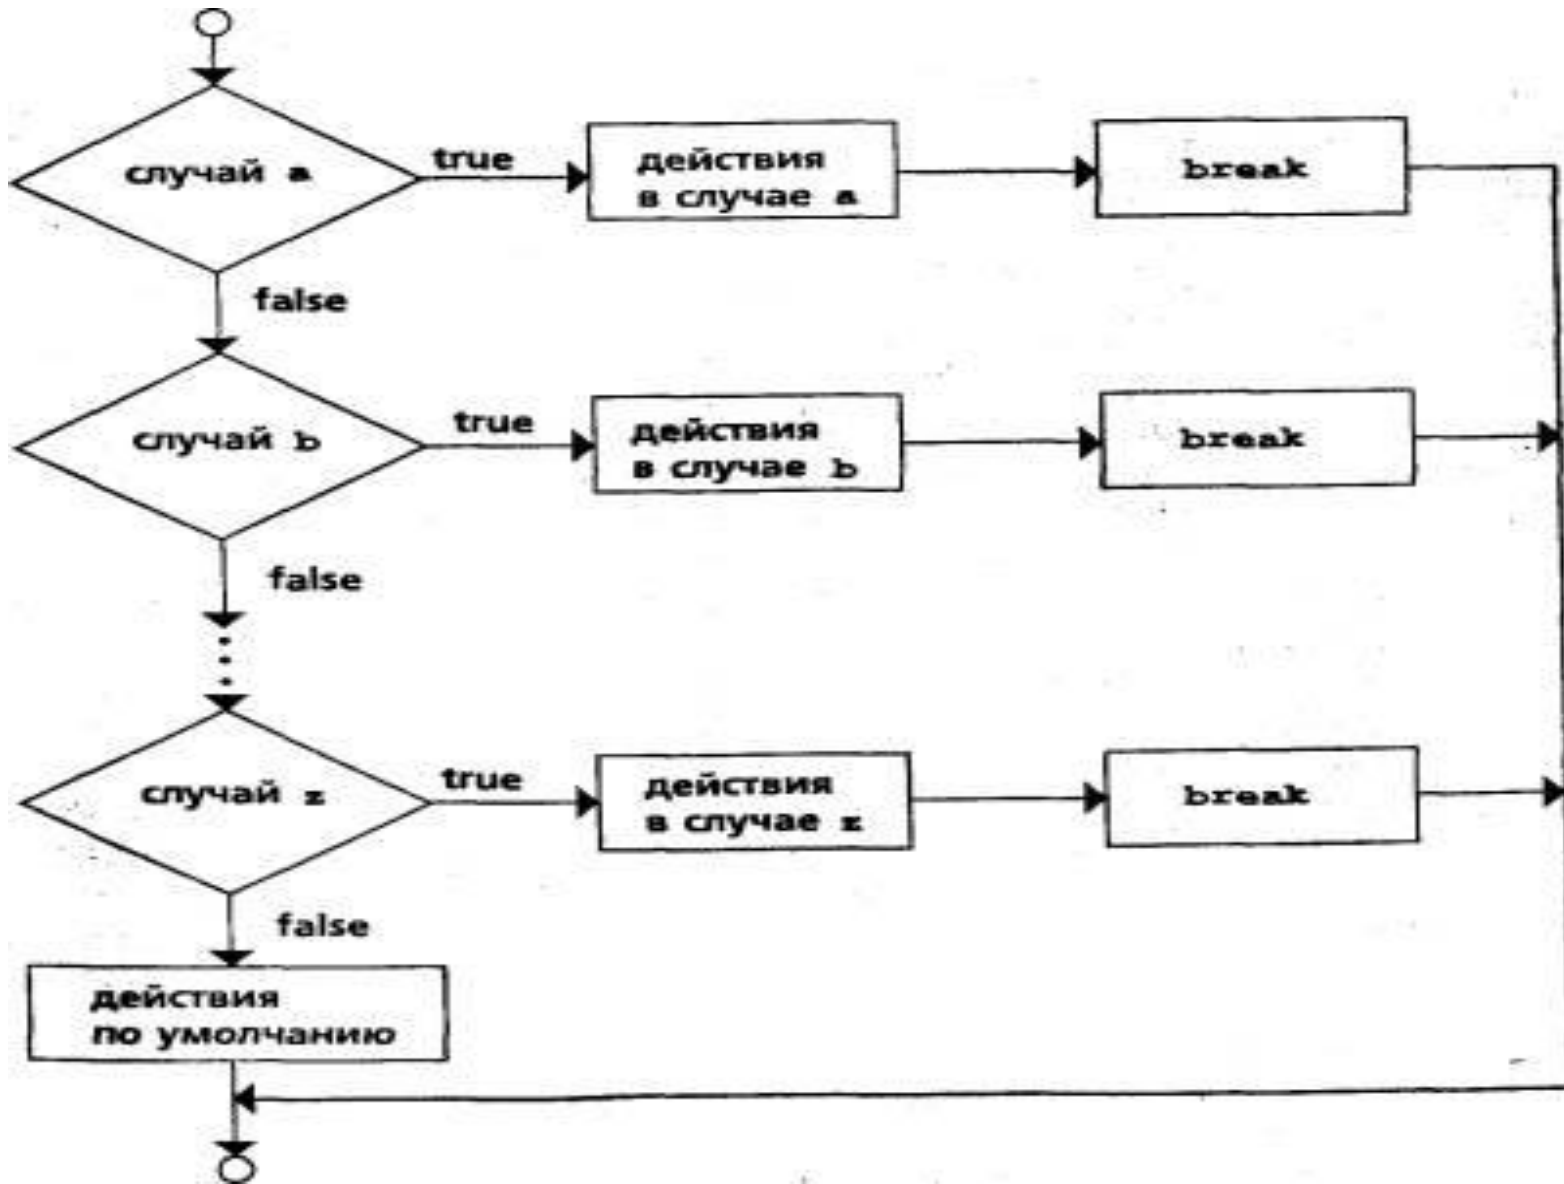 случай a
true
действия
в случае a
break
false
случай b
true
действия
в случае b
break
false
случай z
true
действия
в случае z
break
false
действия
по умолчанию